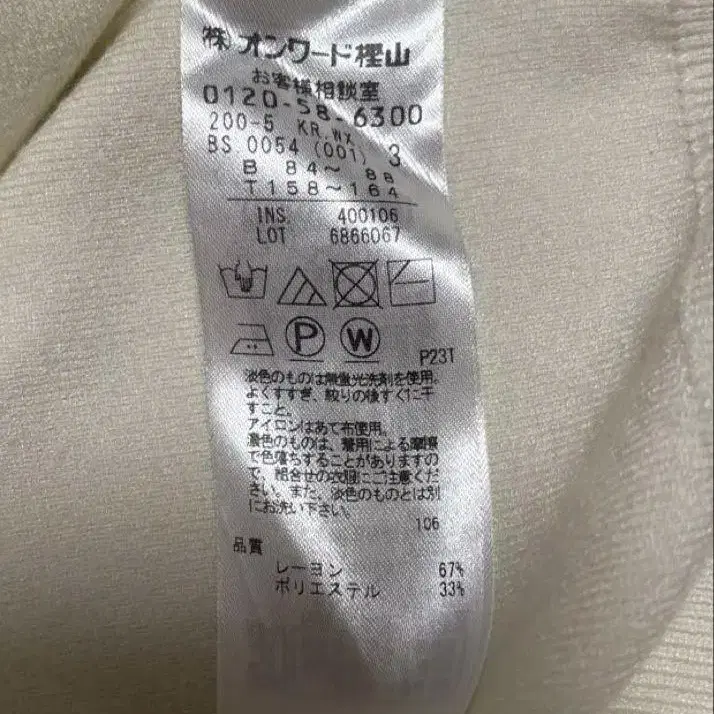 (株)オンワード樫山
お客様相談室
0120-58-6300
200-5 KR.WX
BS 0054 (001) 3
B 84～ 88
T158～164
INS. 400106
LOT 6866067
P W
P23T
淡色のものは無蛍光洗剤を使用。
よくすすぎ、絞りの後すぐに干
すこと。
アイロンはあて布使用。
濃色のものは、着用による摩擦
で色落ちすることがありますの
で、組合せの衣服にご注意くだ
さい。また、淡色のものとは別
にお洗い下さい。
106
品質
レーヨン 67%
ポリエステル 33%